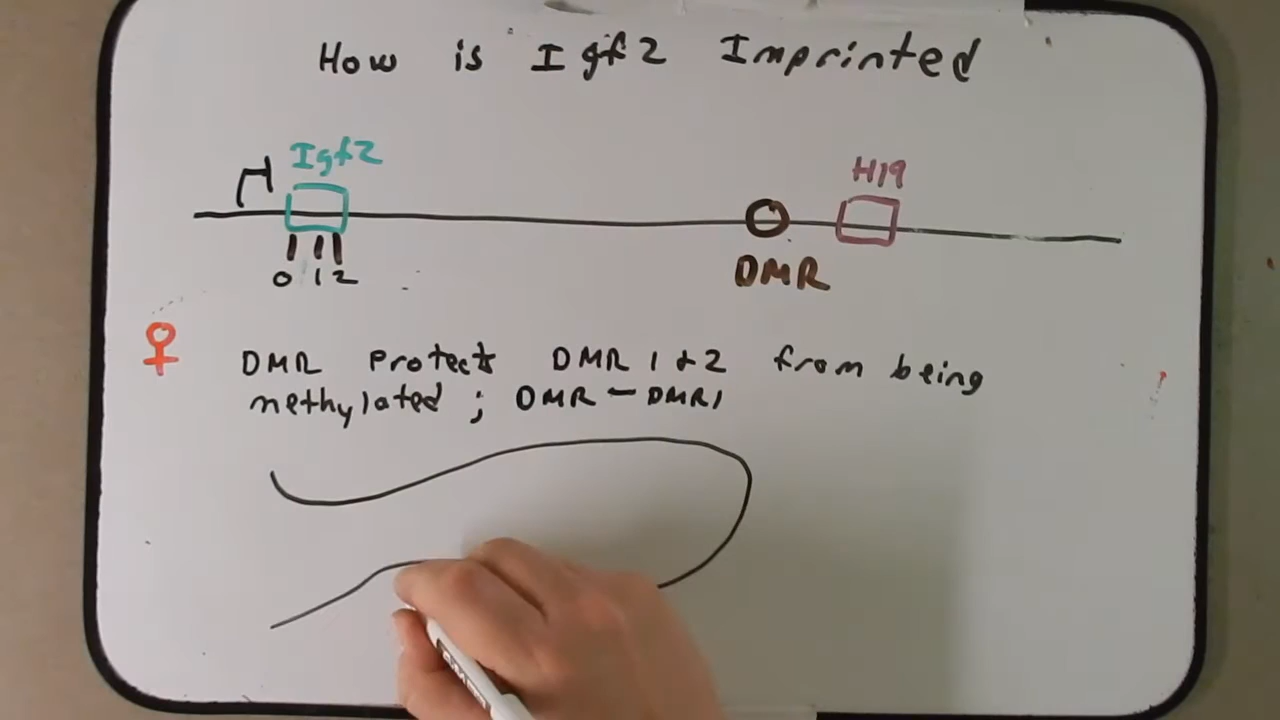 How is Igf2 Imprinted
Igf2
H19
0 1 2
DMR
DMR Protects DMR 1 & 2 from being
methylated; DMR - DMR1